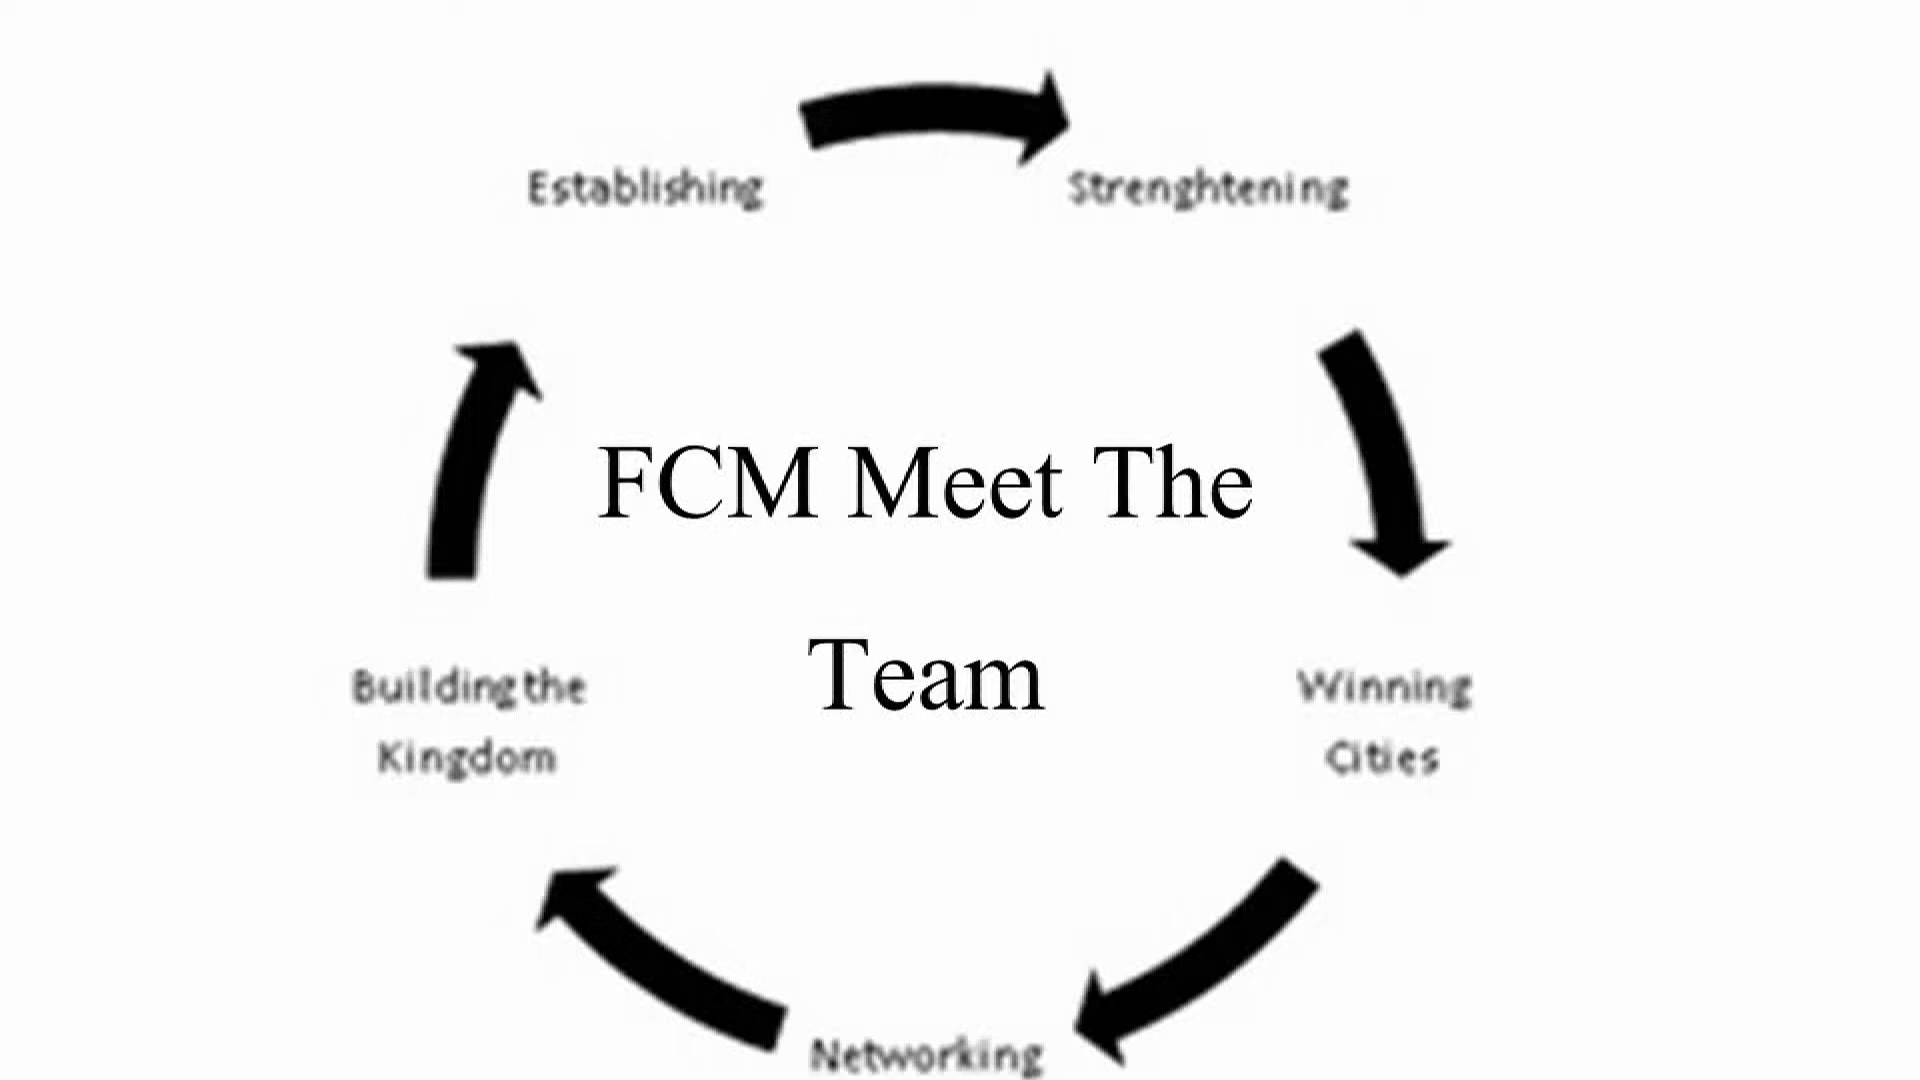 Establishing
Strenghtening
FCM Meet The
Team
Building the
Kingdom
Winning
Cities
Networking